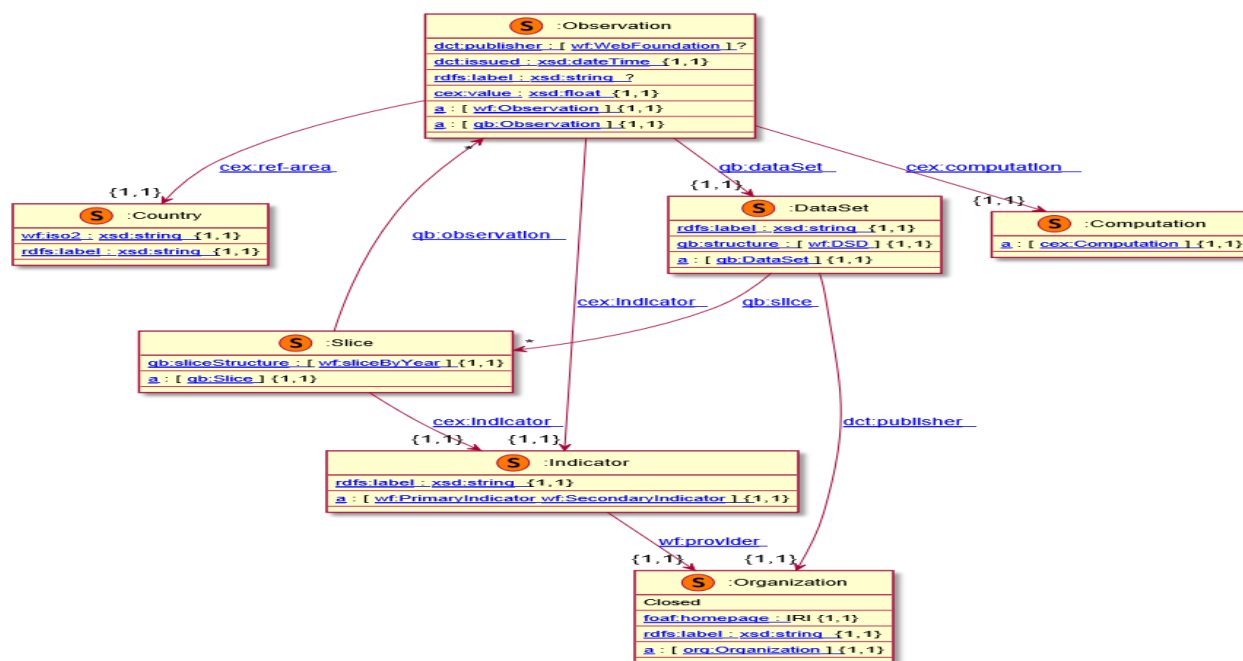 S :Observation
dct:publisher : [ wf:WebFoundation ] ?
dct:issued : xsd:dateTime {1,1}
rdfs:label : xsd:string ?
cex:value : xsd:float {1,1}
a : [ wf:Observation ] {1,1}
a : [ qb:Observation ] {1,1}
cex:ref-area
*
qb:dataSet
cex:computation
{1,1}
{1,1}
{1,1}
S :Country
wf:iso2 : xsd:string {1,1}
rdfs:label : xsd:string {1,1}
S :DataSet
rdfs:label : xsd:string {1,1}
qb:structure : [ wf:DSD ] {1,1}
a : [ qb:DataSet ] {1,1}
S :Computation
a : [ cex:Computation ] {1,1}
qb:observation
cex:indicator
qb:slice
*
S :Slice
qb:sliceStructure : [ wf:sliceByYear ] {1,1}
a : [ qb:Slice ] {1,1}
cex:indicator
dct:publisher
{1,1}
{1,1}
S :Indicator
rdfs:label : xsd:string {1,1}
a : [ wf:PrimaryIndicator wf:SecondaryIndicator ] {1,1}
wf:provider
{1,1}
{1,1}
S :Organization
Closed
foaf:homepage : IRI {1,1}
rdfs:label : xsd:string {1,1}
a : [ org:Organization ] {1,1}